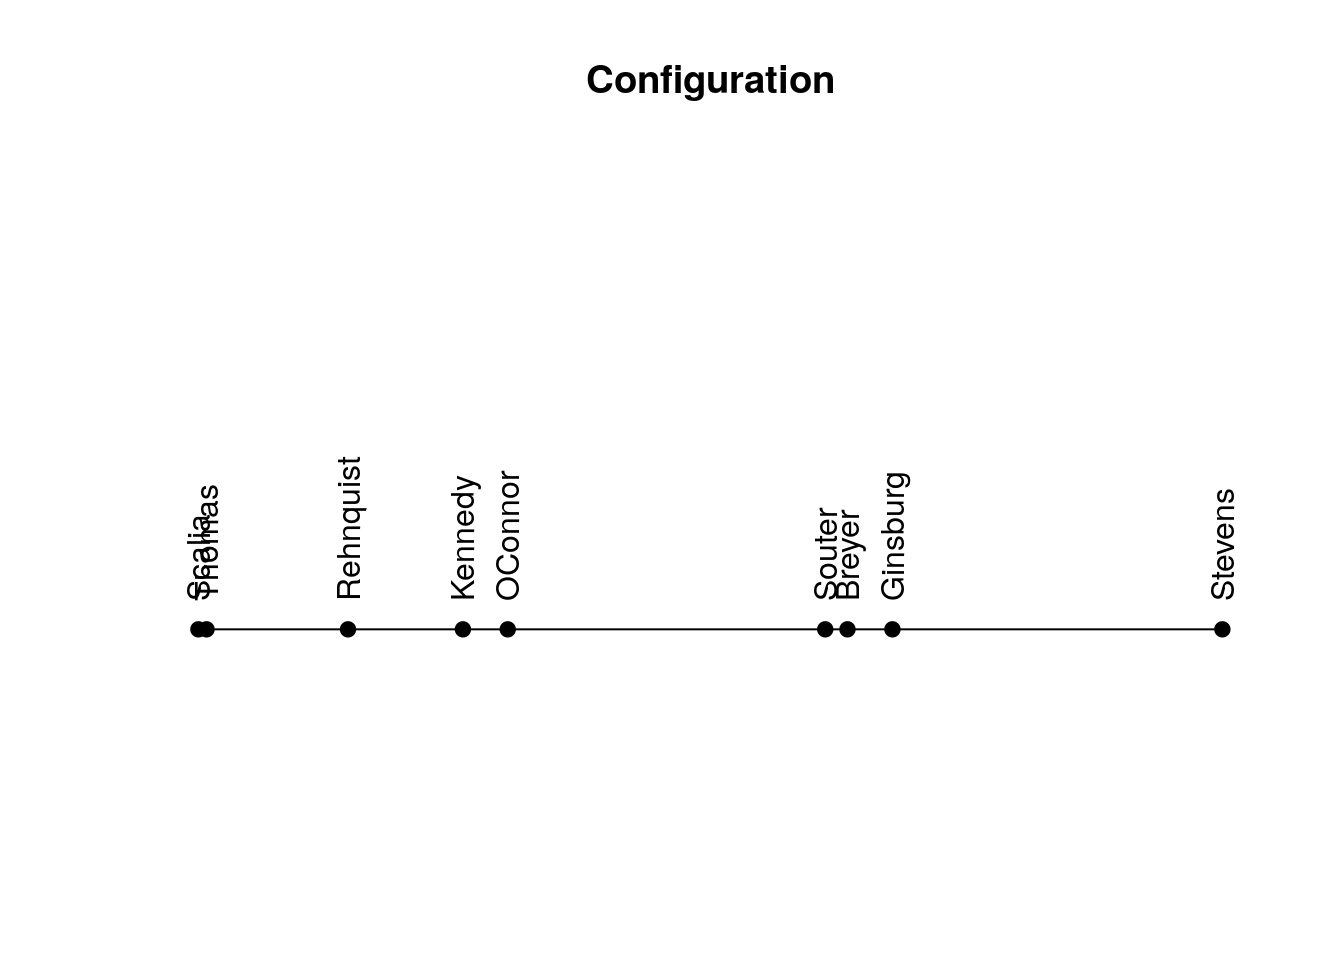 Configuration
Scalia
Thomas
Rehnquist
Kennedy
OConnor
Souter
Breyer
Ginsburg
Stevens